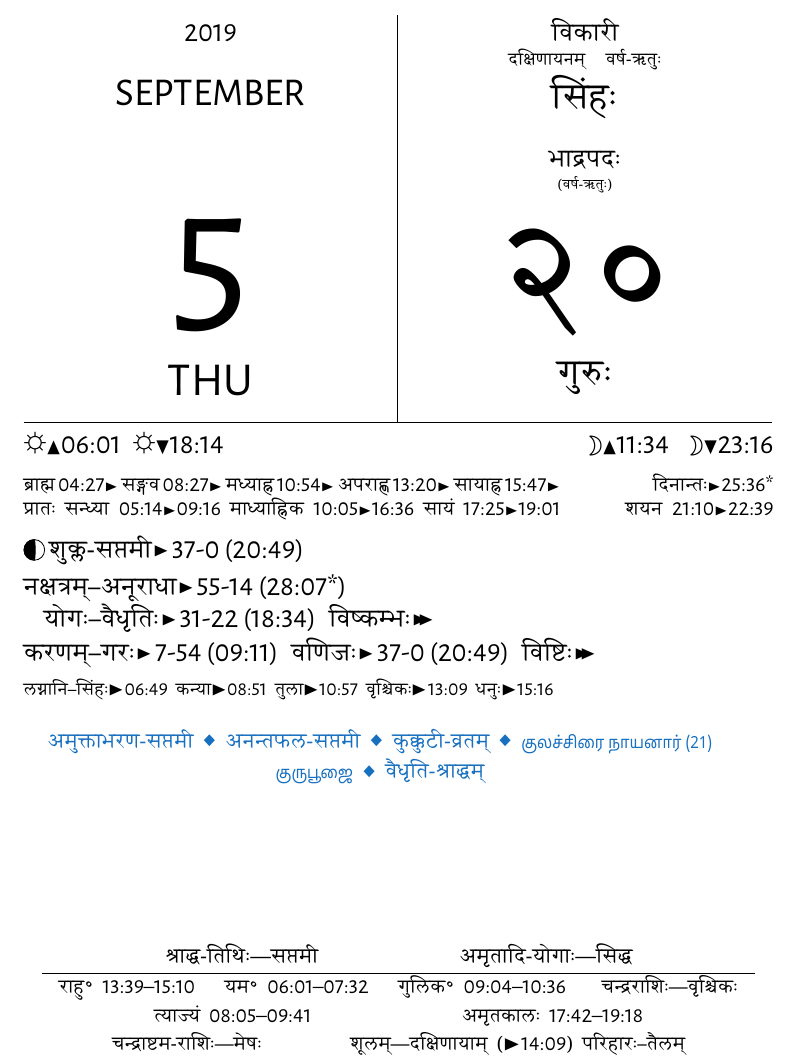 2019
SEPTEMBER
5
THU
विकारी
दक्षिणायनम् वर्ष-ऋतुः
सिंहः
भाद्रपदः
(वर्ष-ऋतुः)
२०
गुरुः
☼▲06:01 ☼▼18:14 ☽▲11:34 ☽▼23:16
ब्राह्म 04:27► सङ्गव 08:27► मध्याह्न 10:54► अपराह्ण 13:20► सायाह्न 15:47► दिनान्तः►25:36*
प्रातः सन्ध्या 05:14►09:16 माध्याह्निक 10:05►16:36 सायं 17:25►19:01 शयन 21:10►22:39
◐ शुक्ल-सप्तमी►37-0 (20:49)
नक्षत्रम्–अनूराधा►55-14 (28:07*)
योगः–वैधृतिः►31-22 (18:34) विष्कम्भः►►
करणम्–गरः►7-54 (09:11) वणिजः►37-0 (20:49) विष्टिः►►
लग्नानि–सिंहः►06:49 कन्या►08:51 तुला►10:57 वृश्चिकः►13:09 धनुः►15:16
अमुक्ताभरण-सप्तमी ◆ अनन्तफल-सप्तमी ◆ कुक्कुटी-व्रतम् ◆ குலச்சிரை நாயனார் (21)
குருபூஜை ◆ वैधृति-श्राद्धम्
श्राद्ध-तिथिः—सप्तमी अमृतादि-योगाः—सिद्ध
राहु॰ 13:39–15:10 यम॰ 06:01–07:32 गुलिक॰ 09:04–10:36 चन्द्रराशिः—वृश्चिकः
त्याज्यं 08:05–09:41 अमृतकालः 17:42–19:18
चन्द्राष्टम-राशिः—मेषः शूलम्—दक्षिणायाम् (►14:09) परिहारः–तैलम्